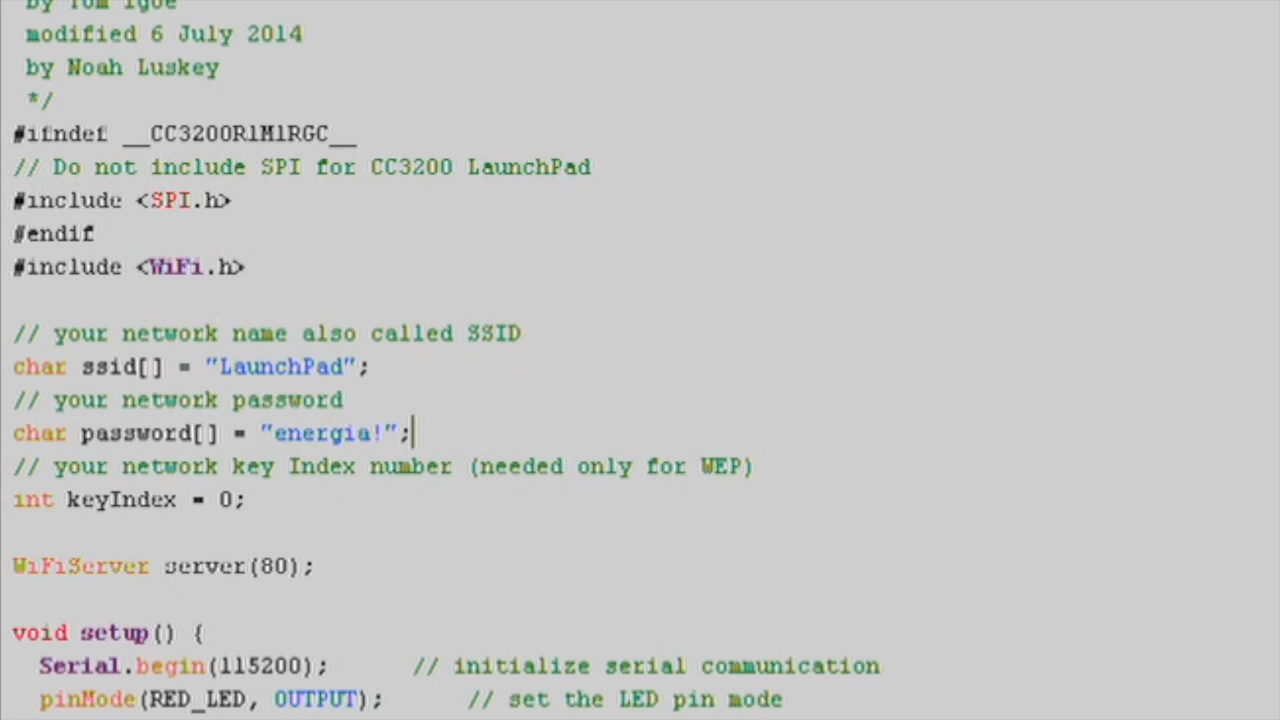 by Tom Igoe
modified 6 July 2014
by Noah Luskey
*/
#ifndef __CC3200R1M1RGC__
// Do not include SPI for CC3200 LaunchPad
#include <SPI.h>
#endif
#include <WiFi.h>
// your network name also called SSID
char ssid[] = "LaunchPad";
// your network password
char password[] = "energia!";
// your network key Index number (needed only for WEP)
int keyIndex = 0;
WiFiServer server(80);
void setup() {
Serial.begin(115200);      // initialize serial communication
pinMode(RED_LED, OUTPUT);      // set the LED pin mode